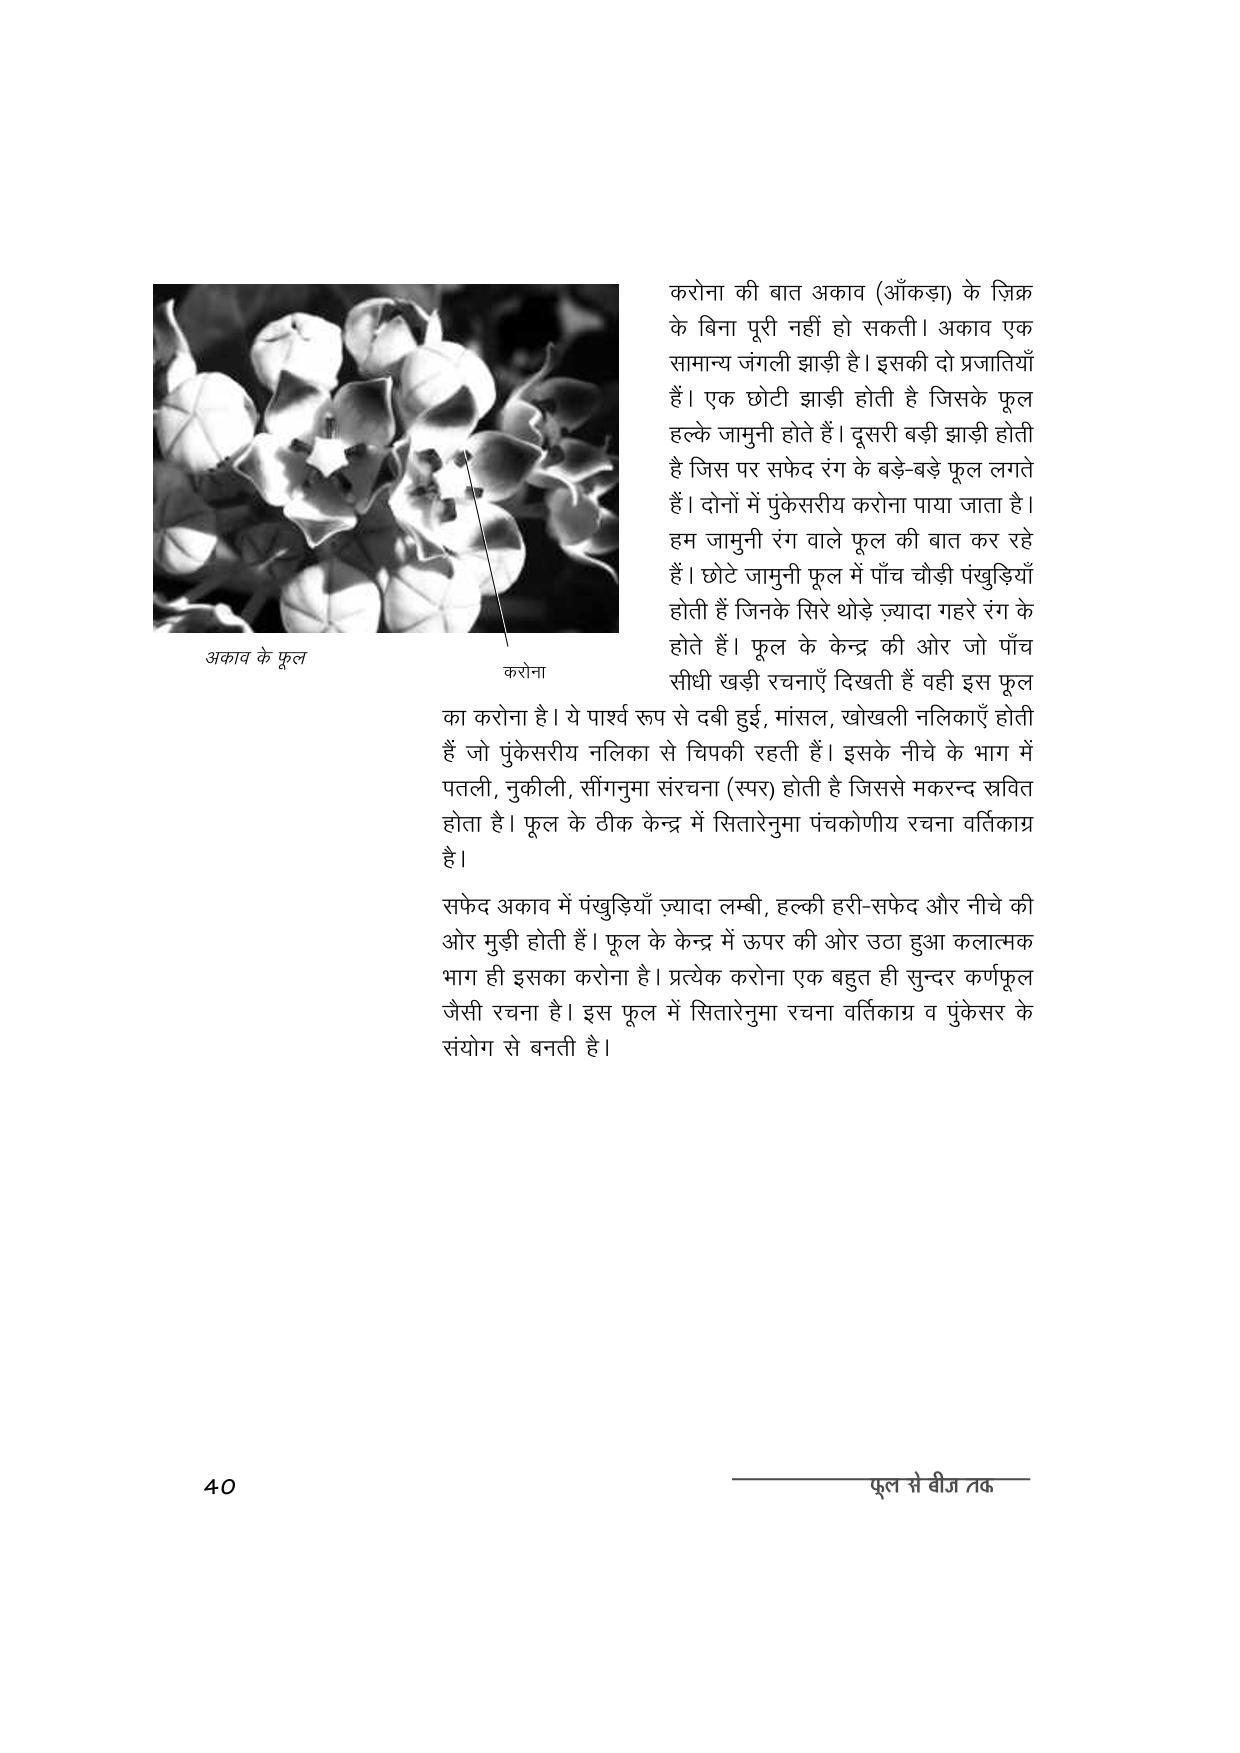 करोना की बात अकाव (आँकड़ा) के ज़िक्र
के बिना पूरी नहीं हो सकती। अकाव एक
सामान्य जंगली झाड़ी है। इसकी दो प्रजातियाँ
हैं। एक छोटी झाड़ी होती है जिसके फूल
हल्के जामुनी होते हैं। दूसरी बड़ी झाड़ी होती
है जिस पर सफेद रंग के बड़े-बड़े फूल लगते
हैं। दोनों में पुंकेसरीय करोना पाया जाता है।
हम जामुनी रंग वाले फूल की बात कर रहे
हैं। छोटे जामुनी फूल में पाँच चौड़ी पंखुड़ियाँ
होती हैं जिनके सिरे थोड़े ज़्यादा गहरे रंग के
होते हैं। फूल के केन्द्र की ओर जो पाँच
सीधी खड़ी रचनाएँ दिखती हैं वही इस फूल
का करोना है। ये पार्श्व रूप से दबी हुई, मांसल, खोखली नलिकाएँ होती
हैं जो पुंकेसरीय नलिका से चिपकी रहती हैं। इसके नीचे के भाग में
पतली, नुकीली, सींगनुमा संरचना (स्पर) होती है जिससे मकरन्द स्रवित
होता है। फूल के ठीक केन्द्र में सितारेनुमा पंचकोणीय रचना वर्तिकाग्र
है।
अकाव के फूल
करोना
सफेद अकाव में पंखुड़ियाँ ज़्यादा लम्बी, हल्की हरी-सफेद और नीचे की
ओर मुड़ी होती हैं। फूल के केन्द्र में ऊपर की ओर उठा हुआ कलात्मक
भाग ही इसका करोना है। प्रत्येक करोना एक बहुत ही सुन्दर कर्णफूल
जैसी रचना है। इस फूल में सितारेनुमा रचना वर्तिकाग्र व पुंकेसर के
संयोग से बनती है।
40
फूल से बीज तक